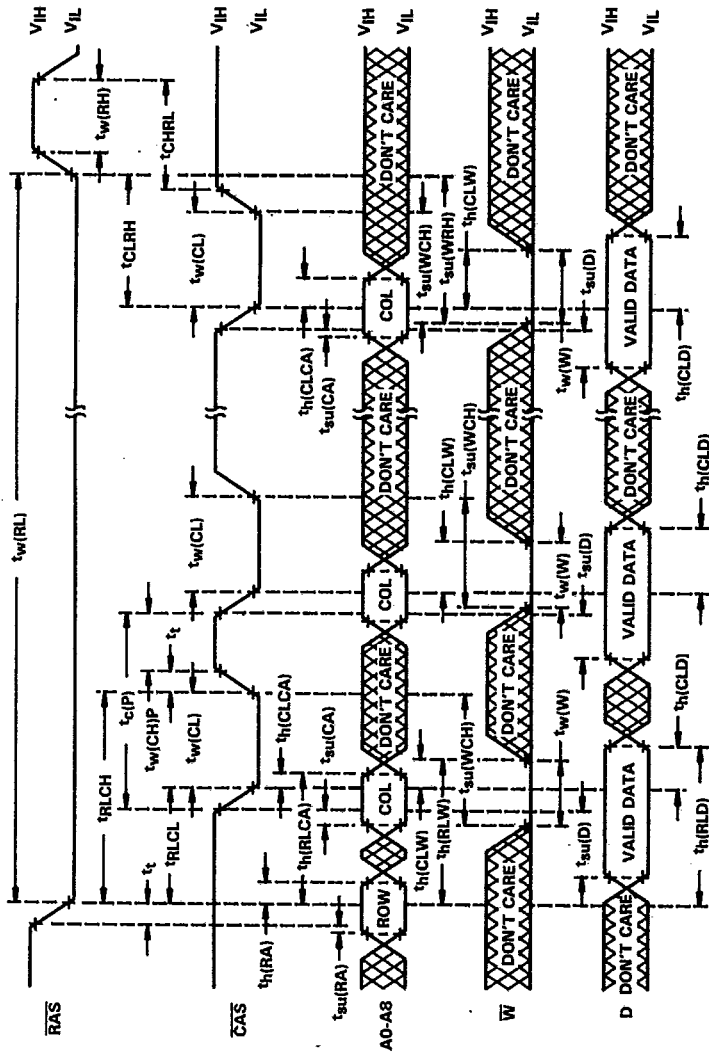 RAS
CAS
A0-A8
W
D
VIH
VIL
VIH
VIL
VIH
VIL
VIH
VIL
VIH
VIL
tw(RL)
tw(RH)
tt
tRLCH
tCLRH
tCHRL
tRLCL
tc(P)
tw(CH)P
tt
tw(CL)
tw(CL)
tw(CL)
th(RA)
tsu(RA)
th(RLCA)
th(CLCA)
tsu(CA)
th(CLCA)
tsu(CA)
ROW
COL
DON'T CARE
COL
DON'T CARE
COL
DON'T CARE
th(CLW)
th(RLW)
tsu(WCH)
th(CLW)
tsu(WCH)
tsu(WCH)
tsu(WRH)
th(CLW)
DON'T CARE
DON'T CARE
DON'T CARE
DON'T CARE
tw(W)
tw(W)
tw(W)
tsu(D)
tsu(D)
tsu(D)
DON'T CARE
VALID DATA
VALID DATA
DON'T CARE
VALID DATA
DON'T CARE
th(RLD)
th(CLD)
th(CLD)
th(CLD)